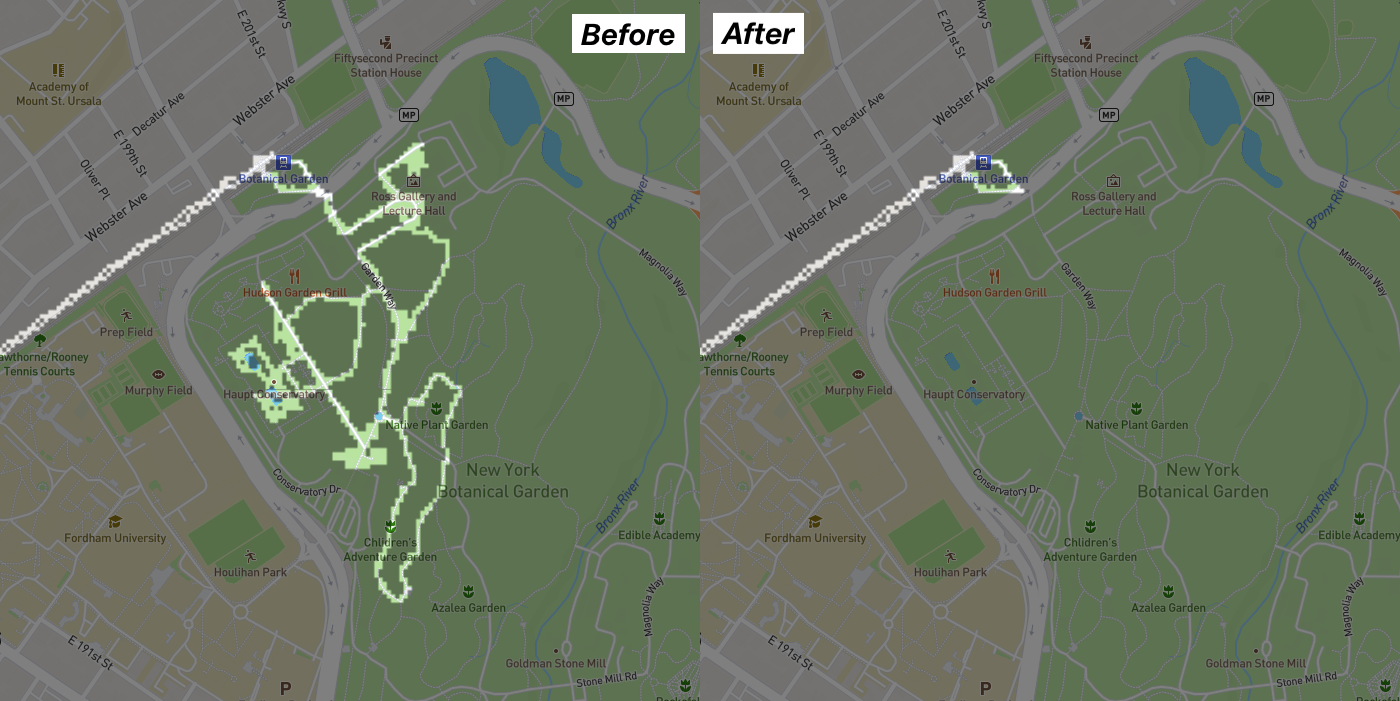 Before
kwy S
E 201st St
Fiftysecond Precinct
Station House
Academy of
Mount St. Ursala
Webster Ave
MP
MP
Decatur Ave
E 199th St
Oliver Pl
Botanical Garden
Ross Gallery and
Lecture Hall
Webster Ave
Bronx River
Magnolia Way
Garden Way
Hudson Garden Grill
Prep Field
awthorne/Rooney
Tennis Courts
Murphy Field
Haupt Conservatory
Native Plant Garden
New York
Botanical Garden
Conservatory Dr
Bronx River
Fordham University
Edible Academy
Children's
Adventure Garden
Houlihan Park
Azalea Garden
Magnolia Way
E 191st St
Goldman Stone Mill
Stone Mill Rd
P
After
kwy S
E 201st St
Fiftysecond Precinct
Station House
Academy of
Mount St. Ursala
Webster Ave
MP
MP
Decatur Ave
E 199th St
Oliver Pl
Botanical Garden
Ross Gallery and
Lecture Hall
Webster Ave
Bronx River
Magnolia Way
Garden Way
Hudson Garden Grill
Prep Field
awthorne/Rooney
Tennis Courts
Murphy Field
Haupt Conservatory
Native Plant Garden
New York
Botanical Garden
Conservatory Dr
Bronx River
Fordham University
Edible Academy
Children's
Adventure Garden
Houlihan Park
Azalea Garden
Magnolia Way
E 191st St
Goldman Stone Mill
Stone Mill Rd
P